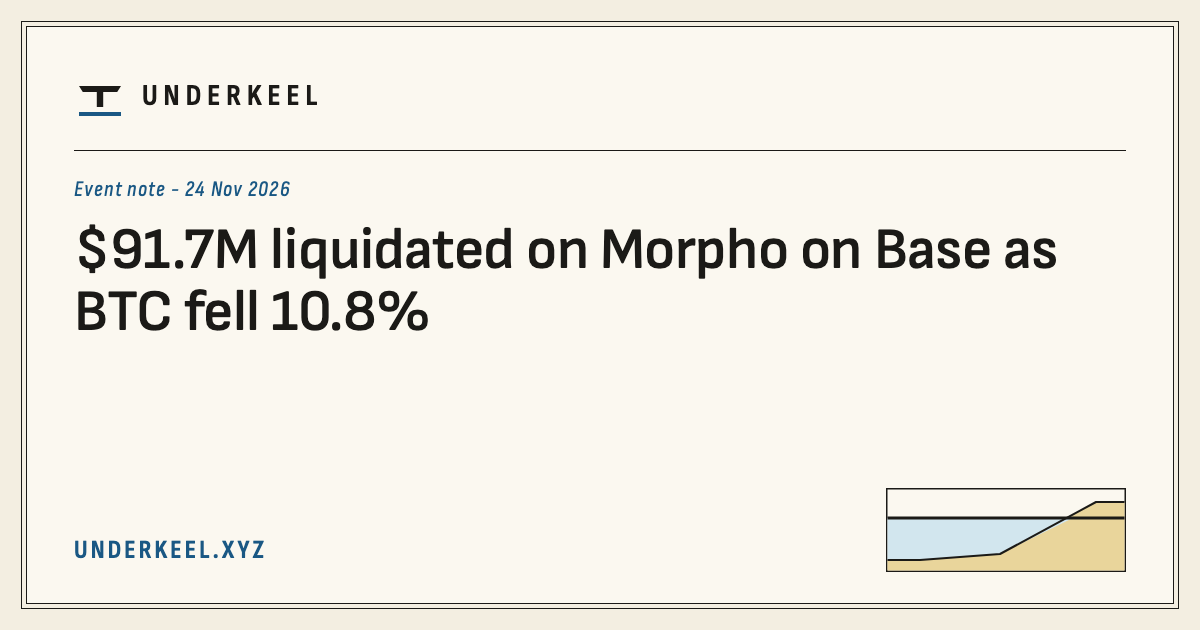 UNDERKEEL
Event note - 24 Nov 2026
$91.7M liquidated on Morpho on Base as
BTC fell 10.8%
UNDERKEEL.XYZ